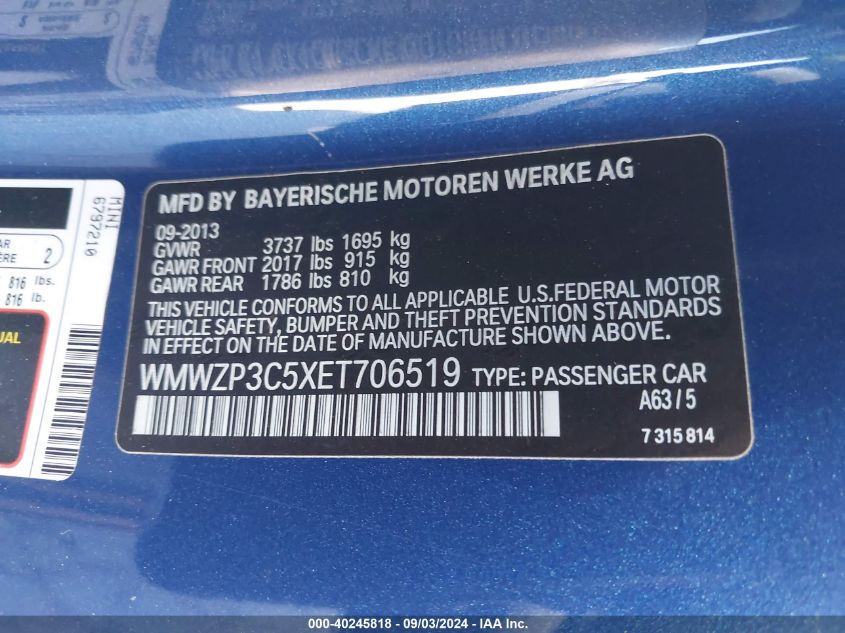 MFD BY BAYERISCHE MOTOREN WERKE AG
09-2013
GVWR 3737 lbs 1695 kg
GAWR FRONT 2017 lbs 915 kg
GAWR REAR 1786 lbs 810 kg
THIS VEHICLE CONFORMS TO ALL APPLICABLE U.S.FEDERAL MOTOR
VEHICLE SAFETY, BUMPER AND THEFT PREVENTION STANDARDS
IN EFFECT ON THE DATE OF MANUFACTURE SHOWN ABOVE.
WMWZP3C5XET706519 TYPE: PASSENGER CAR
A63/5
7 315 814
MINI
6797210
2
816 lbs.
816 lb.
000-40245818 - 09/03/2024 - IAAI.com